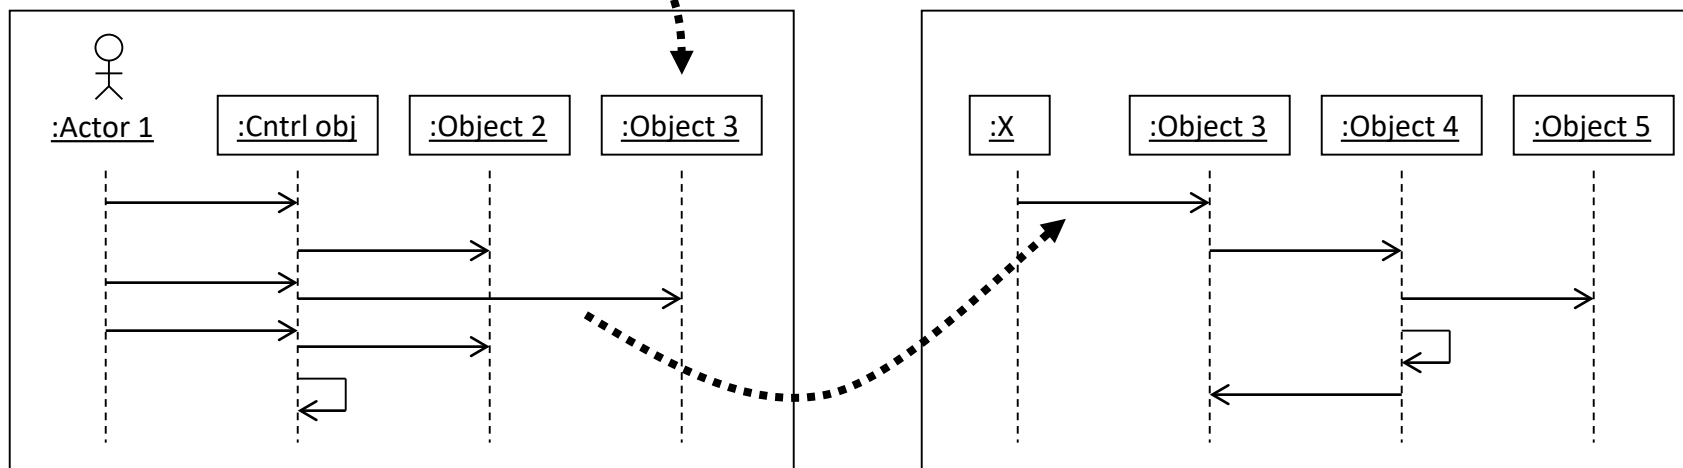 :Actor 1
:Cntrl obj
:Object 2
:Object 3
:X
:Object 3
:Object 4
:Object 5